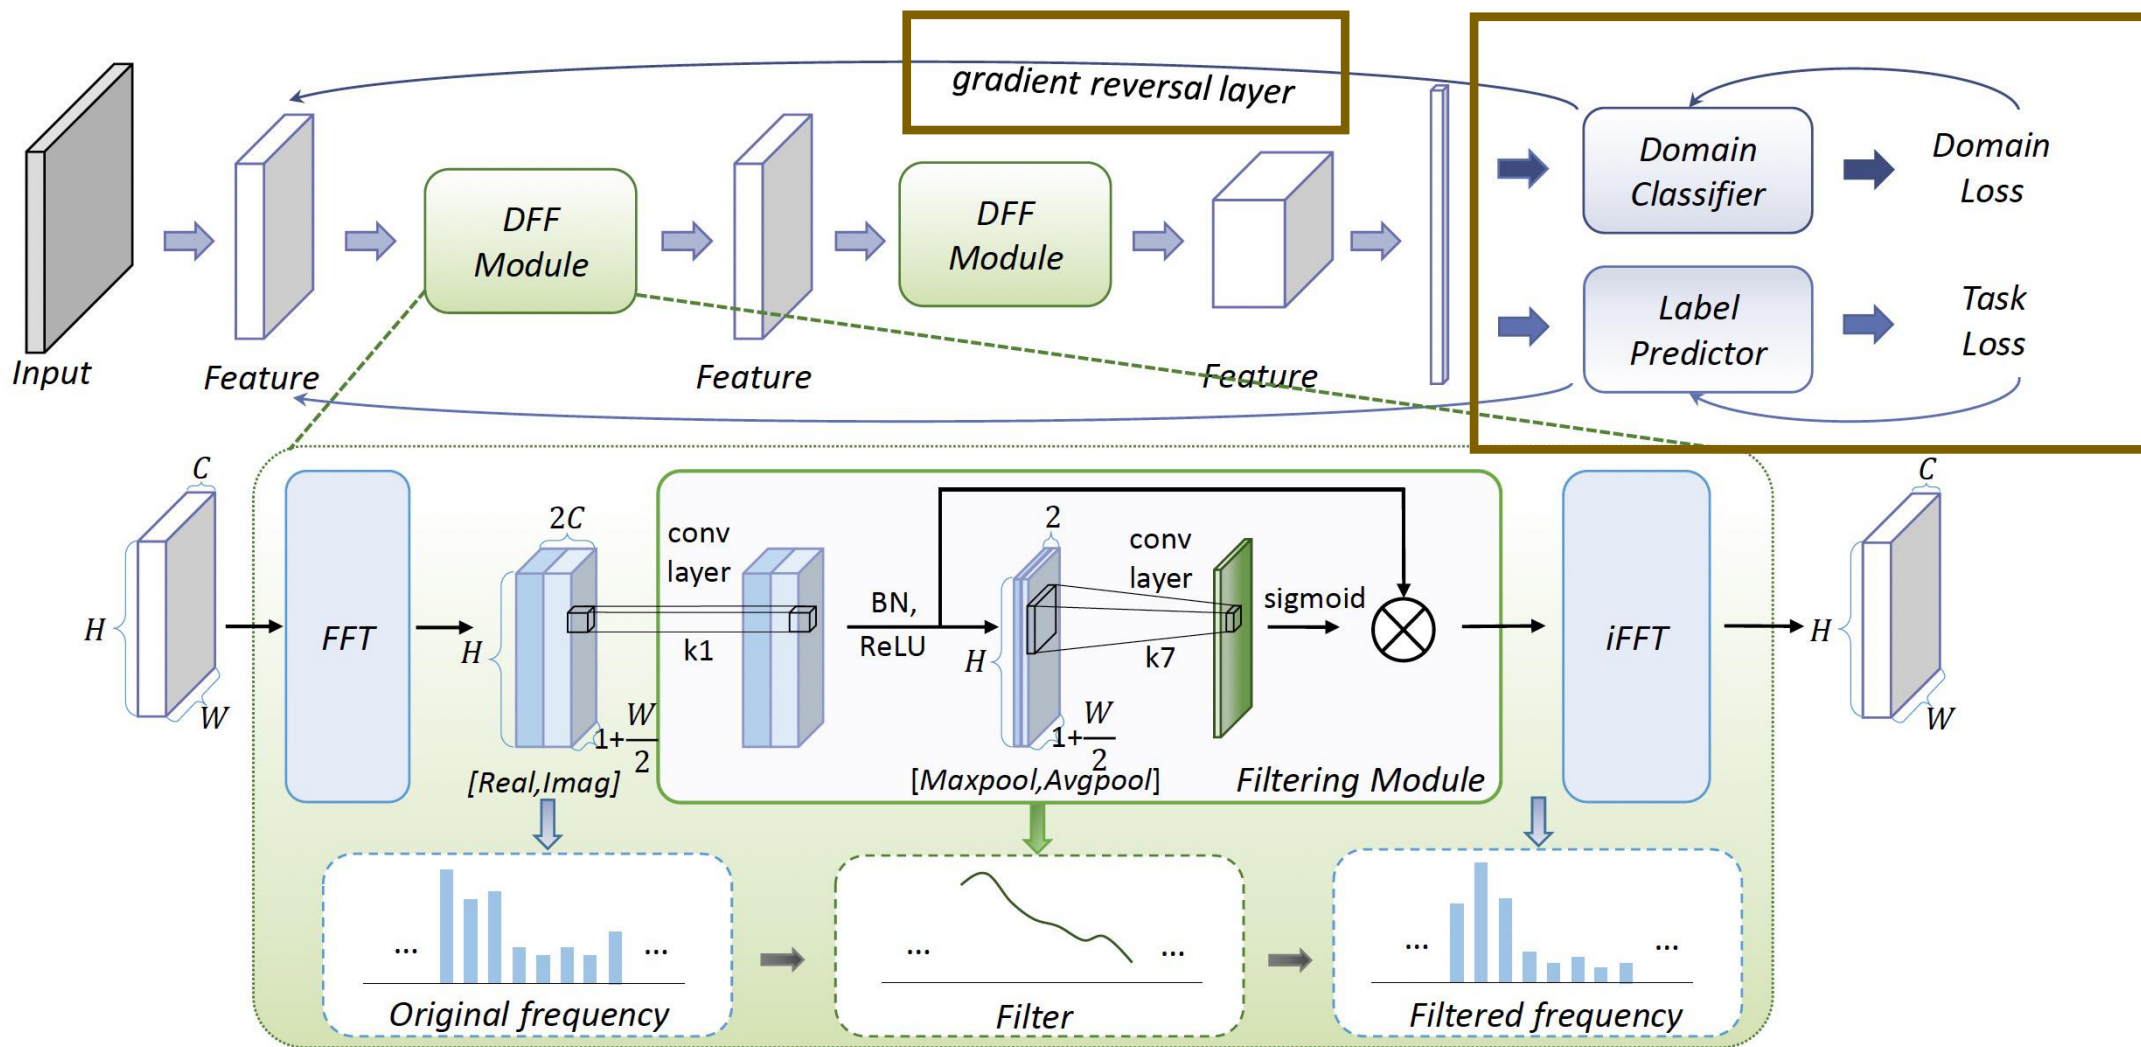 gradient reversal layer
Input
Feature
DFF
Module
Feature
DFF
Module
Feature
Domain
Classifier
Domain
Loss
Label
Predictor
Task
Loss
C
H
W
FFT
2C
H
1+W/2
[Real,Imag]
conv
layer
k1
BN,
ReLU
2
H
1+W/2
[Maxpool,Avgpool]
conv
layer
k7
sigmoid
Filtering Module
iFFT
C
H
W
...
...
Original frequency
...
...
Filter
...
...
Filtered frequency